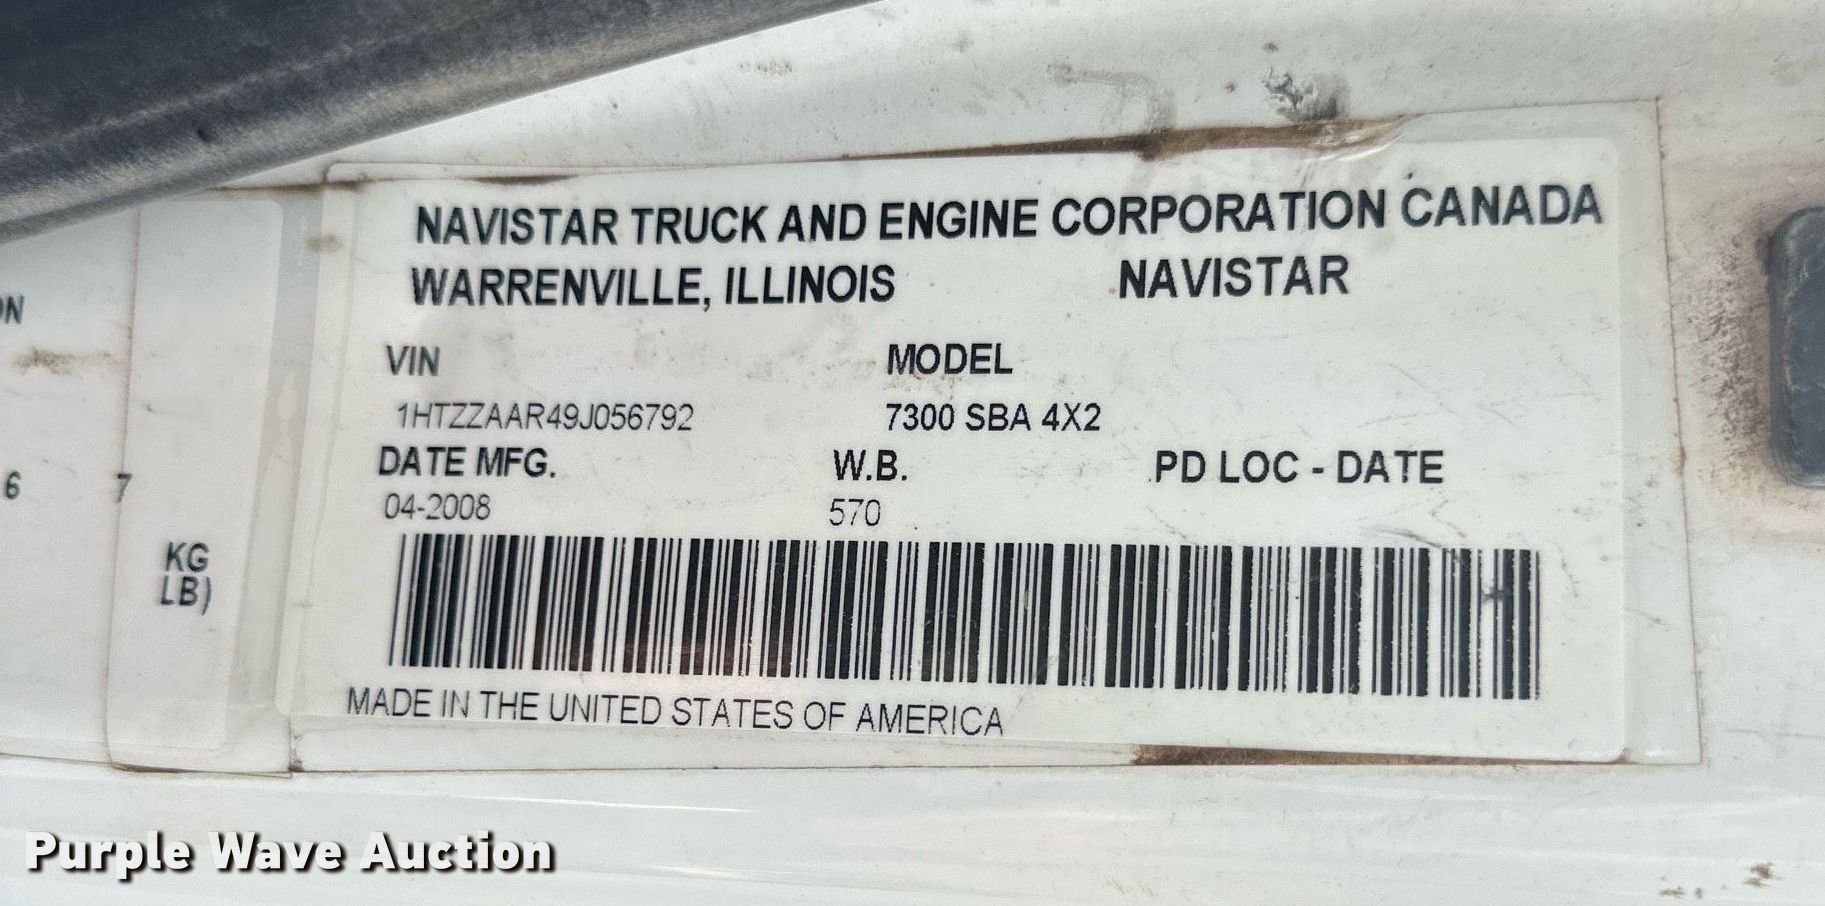 NAVISTAR TRUCK AND ENGINE CORPORATION CANADA
WARRENVILLE, ILLINOIS NAVISTAR
VIN MODEL
1HTZZAAR49J056792 7300 SBA 4X2
DATE MFG. W.B. PD LOC - DATE
04-2008 570
MADE IN THE UNITED STATES OF AMERICA
ON
6 7
KG
LB)
Purple Wave Auction